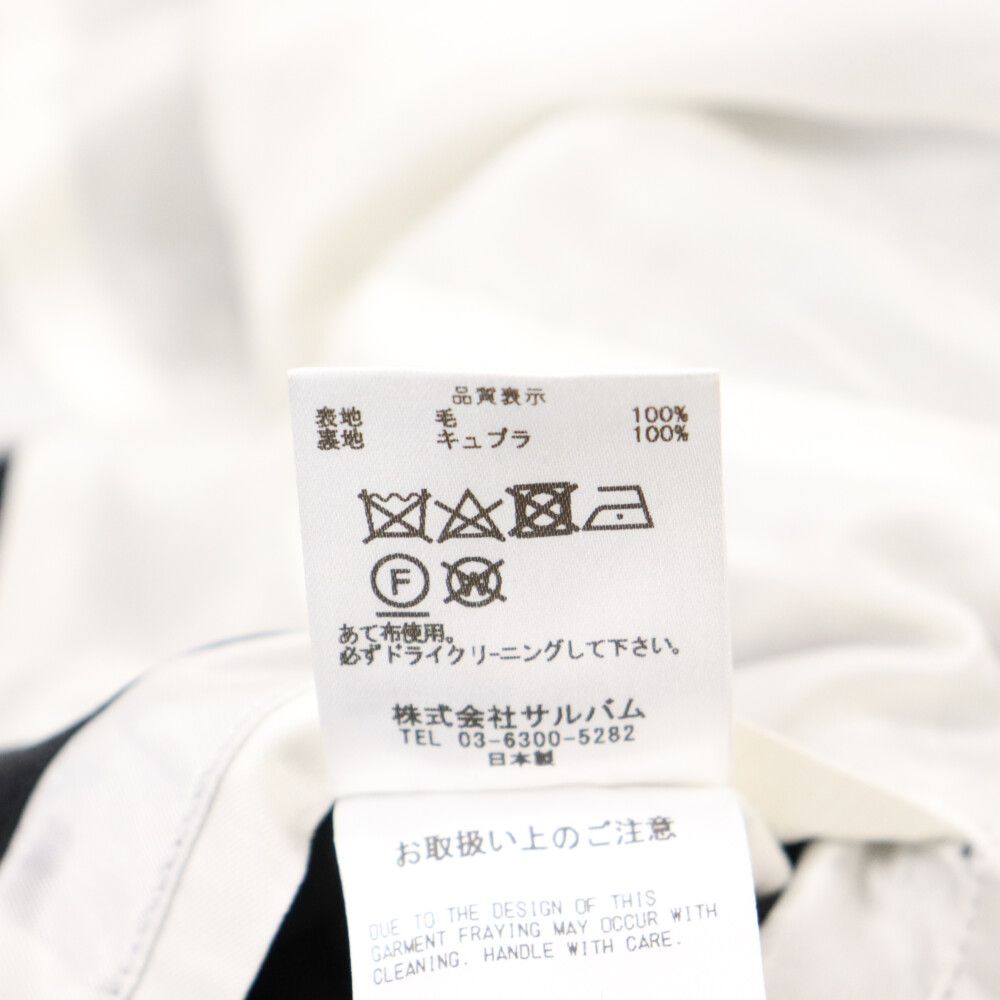 品質表示
表地 毛 100%
裏地 キュプラ 100%
F W
あて布使用。
必ずドライクリーニングして下さい。
株式会社サルバム
TEL 03-6300-5282
日本製
お取扱い上のご注意
DUE TO THE DESIGN OF THIS
GARMENT FRAYING MAY OCCUR WITH
CLEANING. HANDLE WITH CARE.